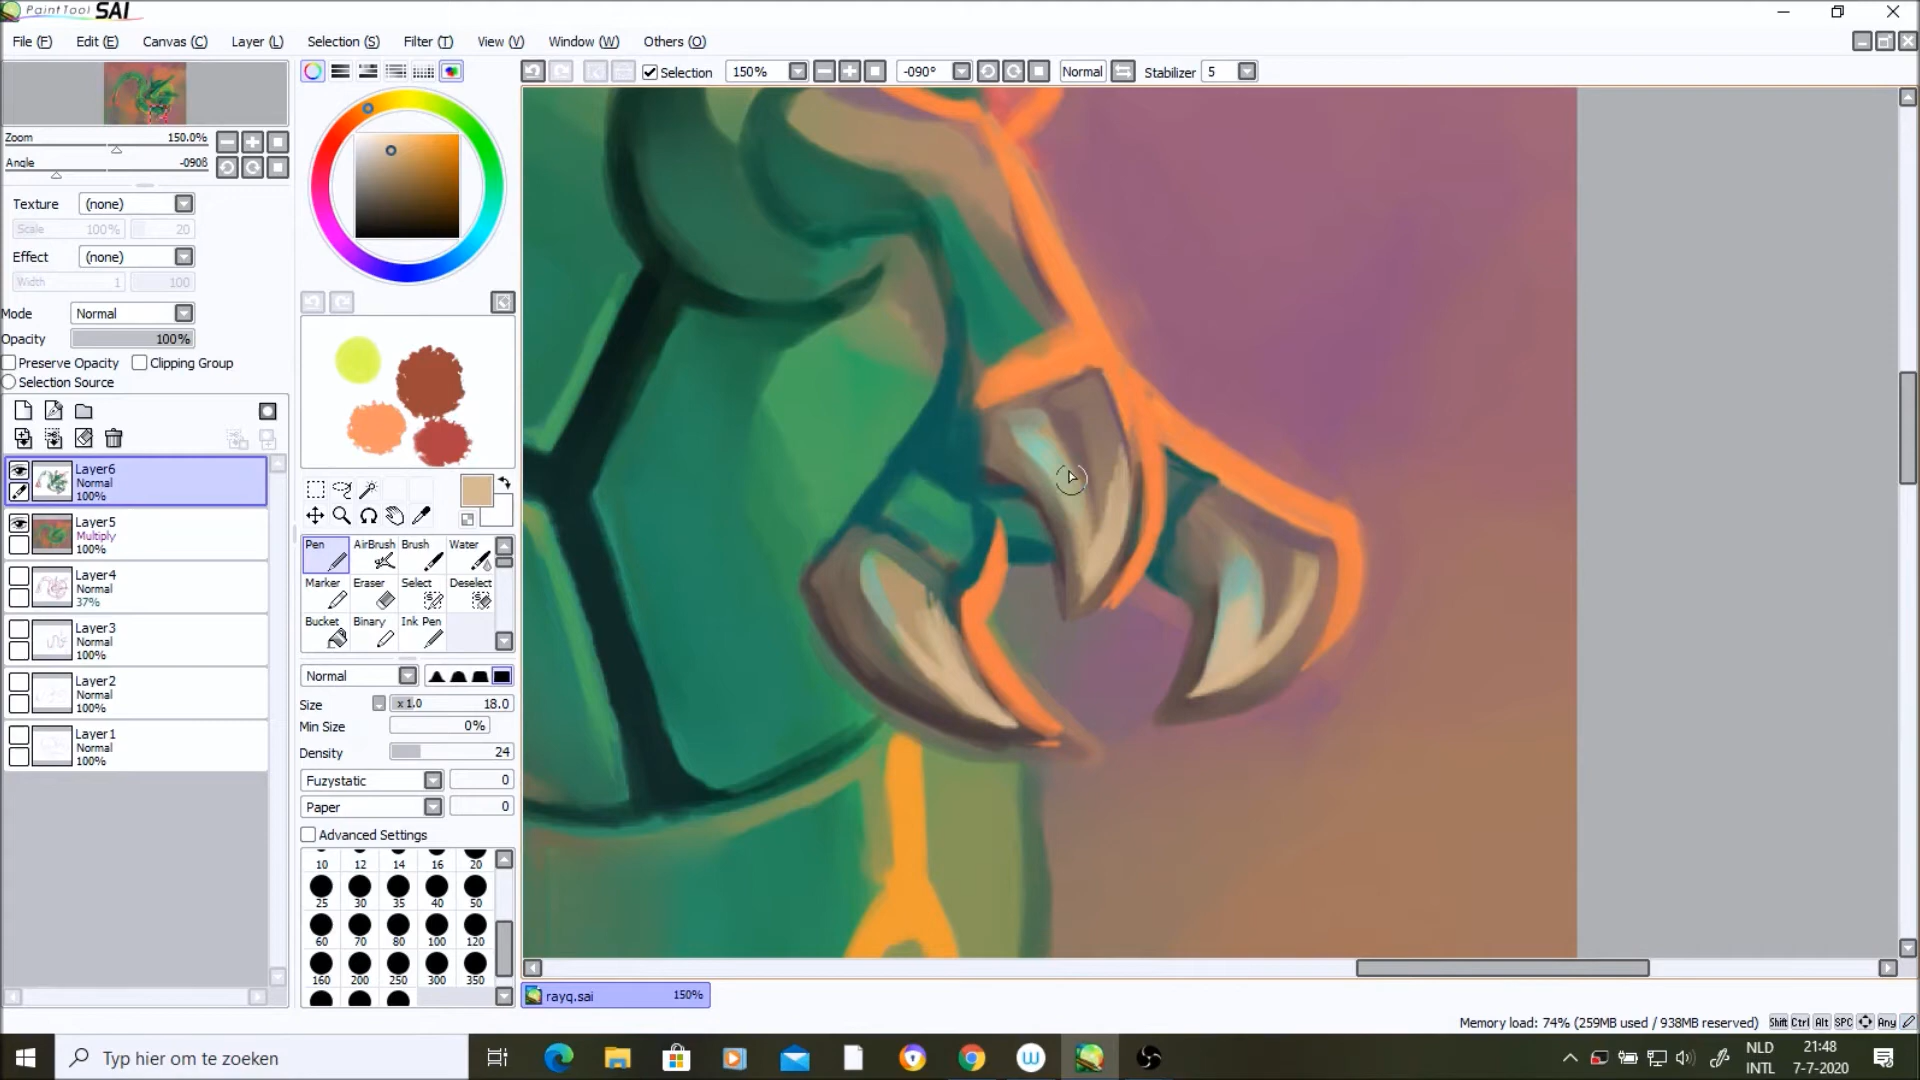 PaintTool SAI
File (F) Edit (E) Canvas (C) Layer (L) Selection (S) Filter (T) View (V) Window (W) Others (O)
Selection 150% -090° Normal Stabilizer 5
Zoom 150.0%
Angle -090ß
Texture (none)
Scale 100% 20
Effect (none)
Width 1 100
Mode Normal
Opacity 100%
Preserve Opacity Clipping Group
Selection Source
Layer6
Normal
100%
Layer5
Multiply
100%
Layer4
Normal
37%
Layer3
Normal
100%
Layer2
Normal
100%
Layer1
Normal
100%
Pen AirBrush Brush Water
Marker Eraser Select Deselect
Bucket Binary Ink Pen
Normal
Size x 1.0 18.0
Min Size 0%
Density 24
Fuzystatic 0
Paper 0
Advanced Settings
10 12 14 16 20
25 30 35 40 50
60 70 80 100 120
160 200 250 300 350
rayq.sai 150%
Memory load: 74% (259MB used / 938MB reserved) Shift Ctrl Alt SPC Any
Typ hier om te zoeken
NLD
INTL
21:48
7-7-2020